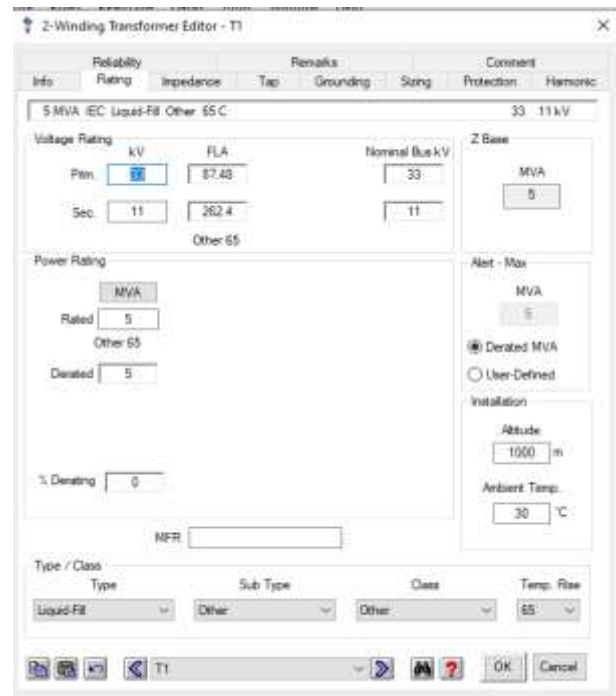 2-Winding Transformer Editor - T1
Reliability Remarks Comment
Info Rating Impedance Tap Grounding Sizing Protection Harmonic
5 MVA IEC Liquid-Fill Other 65 C 33 11 kV
Voltage Rating Z Base
kV FLA Nominal Bus kV
Prim. 33 87.48 33 MVA
5
Sec. 11 262.4 11
Other 65
Power Rating Alert - Max
MVA MVA
Rated 5 5
Other 65
Derated MVA
Derated 5
User-Defined
Installation
Altitude
1000 m
% Derating 0
Ambient Temp.
30 °C
MFR
Type / Class
Type Sub Type Class Temp. Rise
Liquid-Fill Other Other 65
T1 ? OK Cancel